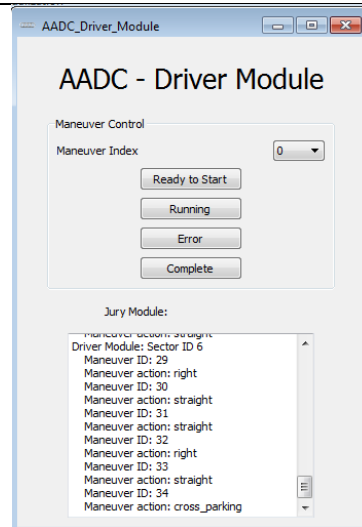 AADC_Driver_Module
AADC - Driver Module
Maneuver Control
Maneuver Index
0
Ready to Start
Running
Error
Complete
Jury Module:
Maneuver action: straight
Driver Module: Sector ID 6
Maneuver ID: 29
Maneuver action: right
Maneuver ID: 30
Maneuver action: straight
Maneuver ID: 31
Maneuver action: straight
Maneuver ID: 32
Maneuver action: right
Maneuver ID: 33
Maneuver action: straight
Maneuver ID: 34
Maneuver action: cross_parking